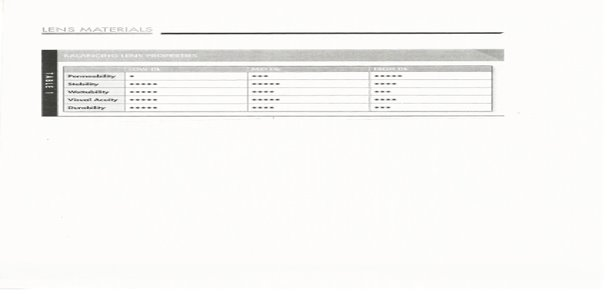 LENS MATERIALS
TABLE 1
BALANCING LENS PROPERTIES
LOW Dk MID Dk HIGH Dk
Permeability * *** *****
Stability ***** **** ***
Wettability ***** **** ***
Visual Acuity ***** ***** ****
Durability ***** **** ***